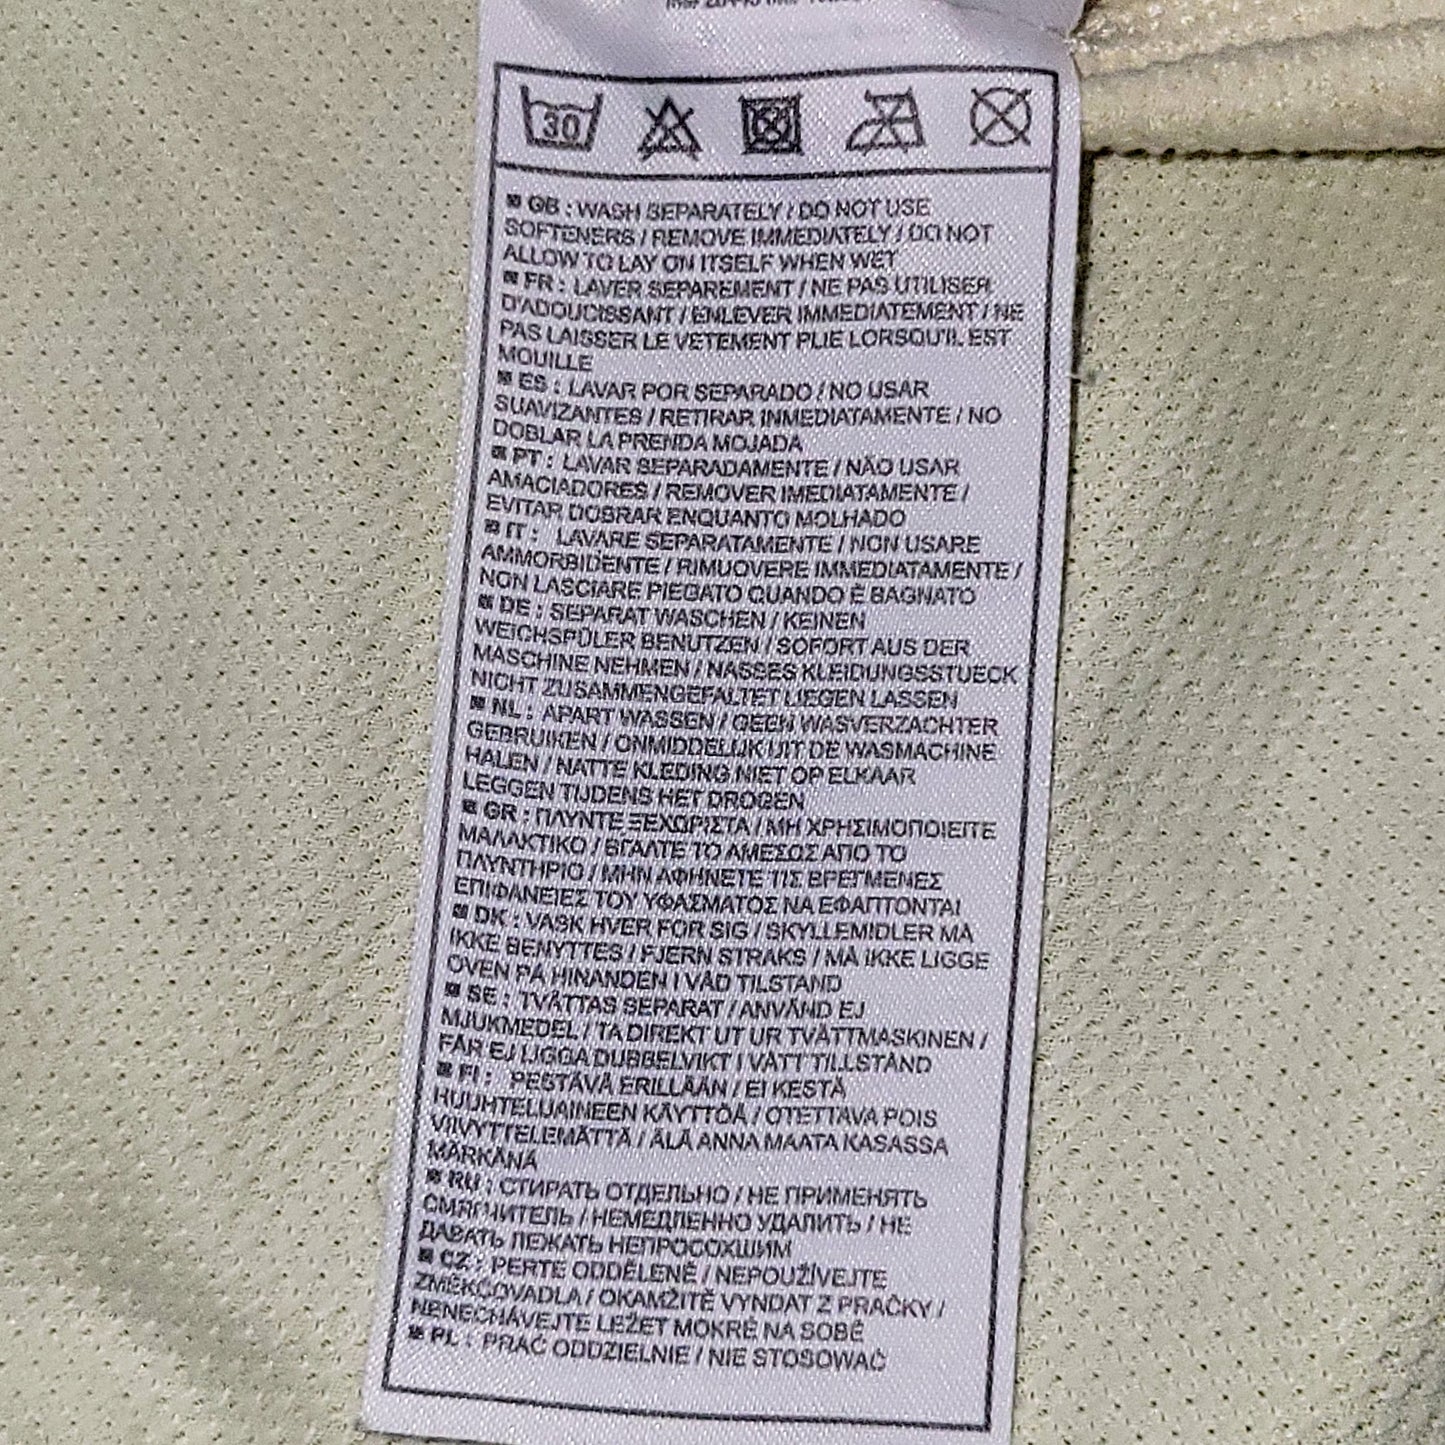 30
GB : WASH SEPARATELY / DO NOT USE
SOFTENERS / REMOVE IMMEDIATELY / DO NOT
ALLOW TO LAY ON ITSELF WHEN WET
FR : LAVER SEPAREMENT / NE PAS UTILISER
D'ADOUCISSANT / ENLEVER IMMEDIATEMENT / NE
PAS LAISSER LE VETEMENT PLIE LORSQU'IL EST
MOUILLE
ES : LAVAR POR SEPARADO / NO USAR
SUAVIZANTES / RETIRAR INMEDIATAMENTE / NO
DOBLAR LA PRENDA MOJADA
PT : LAVAR SEPARADAMENTE / NÃO USAR
AMACIADORES / REMOVER IMEDIATAMENTE /
EVITAR DOBRAR ENQUANTO MOLHADO
IT : LAVARE SEPARATAMENTE / NON USARE
AMMORBIDENTE / RIMUOVERE IMMEDIATAMENTE /
NON LASCIARE PIEGATO QUANDO È BAGNATO
DE : SEPARAT WASCHEN / KEINEN
WEICHSPÜLER BENUTZEN / SOFORT AUS DER
MASCHINE NEHMEN / NASSES KLEIDUNGSSTUECK
NICHT ZUSAMMENGEFALTET LIEGEN LASSEN
NL : APART WASSEN / GEEN WASVERZACHTER
GEBRUIKEN / ONMIDDELIJK UIT DE WASMACHINE
HALEN / NATTE KLEDING NIET OP ELKAAR
LEGGEN TIJDENS HET DROGEN
GR : ΠΛΥΝΤΕ ΞΕΧΩΡΙΣΤΑ / ΜΗ ΧΡΗΣΙΜΟΠΟΙΕΙΤΕ
ΜΑΛΑΚΤΙΚΟ / ΒΓΑΛΤΕ ΤΟ ΑΜΕΣΩΣ ΑΠΟ ΤΟ
ΠΛΥΝΤΗΡΙΟ / ΜΗΝ ΑΦΗΝΕΤΕ ΤΙΣ ΒΡΕΓΜΕΝΕΣ
ΕΠΙΦΑΝΕΙΕΣ ΤΟΥ ΥΦΑΣΜΑΤΟΣ ΝΑ ΕΦΑΠΤΟΝΤΑΙ
DK : VASK HVER FOR SIG / SKYLLEMIDLER MÅ
IKKE BENYTTES / FJERN STRAKS / MÅ IKKE LIGGE
OVEN PÅ HINANDEN I VÅD TILSTAND
SE : TVÄTTAS SEPARAT / ANVÄND EJ
MJUKMEDEL / TA DIREKT UT UR TVÄTTMASKINEN /
FÅR EJ LIGGA DUBBELVIKT I VÅTT TILLSTÅND
FI : PESTÄVÄ ERILLÄÄN / EI KESTÄ
HUUHTELUAINEEN KÄYTTÖÄ / OTETTAVA POIS
VIIVYTTELEMÄTTÄ / ÄLÄ ANNA MAATA KASASSA
MÄRKÄNÄ
RU : СТИРАТЬ ОТДЕЛЬНО / НЕ ПРИМЕНЯТЬ
СМЯГЧИТЕЛЬ / НЕМЕДЛЕННО УДАЛИТЬ / НЕ
ДАВАТЬ ЛЕЖАТЬ НЕПРОСОХШИМ
CZ : PERTE ODDĚLENĚ / NEPOUŽÍVEJTE
ZMĚKČOVADLA / OKAMŽITĚ VYNDAT Z PRAČKY /
NENECHÁVEJTE LEŽET MOKRÉ NA SOBĚ
PL : PRAĆ ODDZIELNIE / NIE STOSOWAĆ